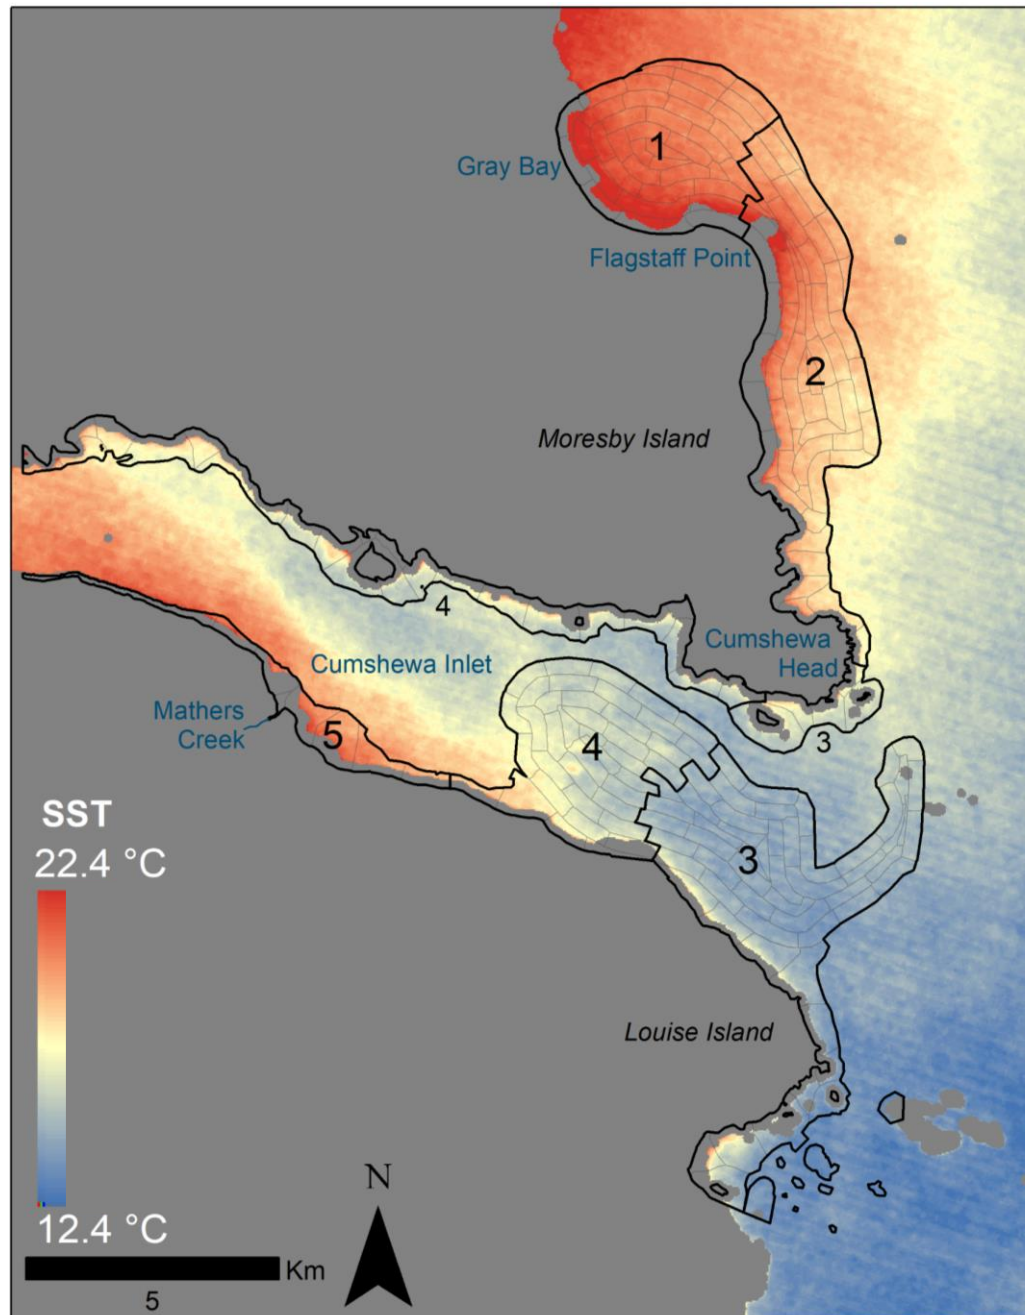 1
Gray Bay
Flagstaff Point
2
Moresby Island
4
Cumshewa
Head
Cumshewa Inlet
Mathers
Creek
5
3
4
SST
22.4 °C
3
Louise Island
N
12.4 °C
Km
5